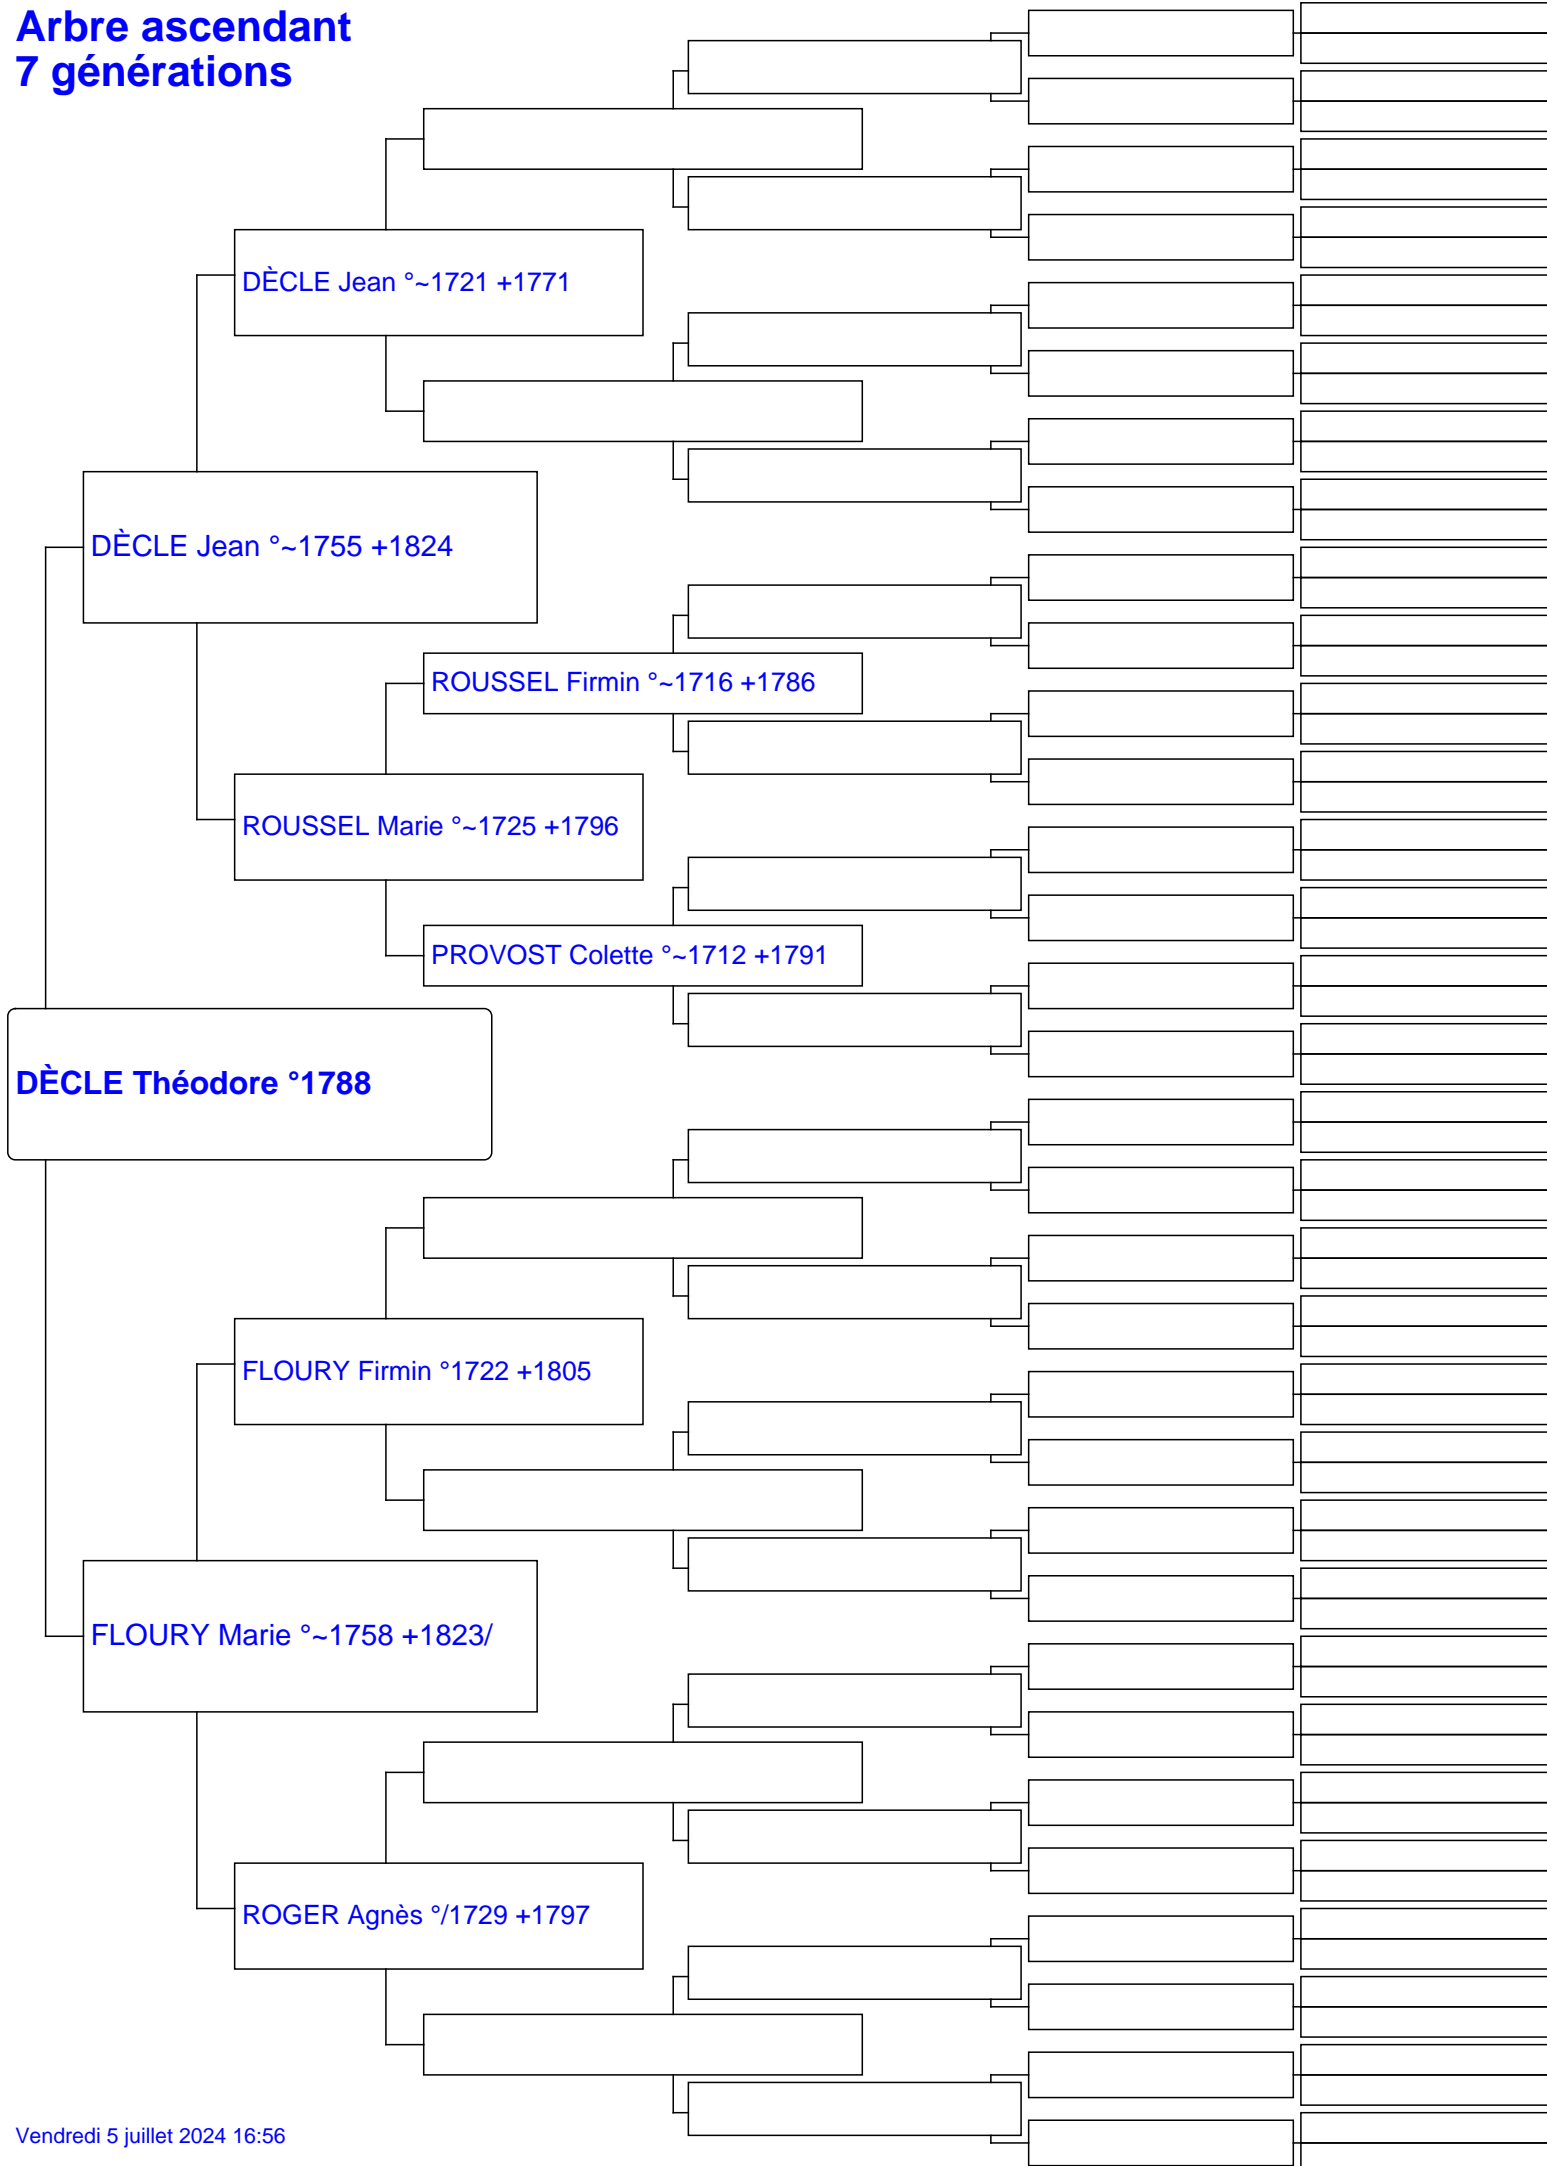 Arbre ascendant
7 générations
DÈCLE Jean °~1721 +1771
DÈCLE Jean °~1755 +1824
ROUSSEL Firmin °~1716 +1786
ROUSSEL Marie °~1725 +1796
PROVOST Colette °~1712 +1791
DÈCLE Théodore °1788
FLOURY Firmin °1722 +1805
FLOURY Marie °~1758 +1823/
ROGER Agnès °/1729 +1797
Vendredi 5 juillet 2024 16:56